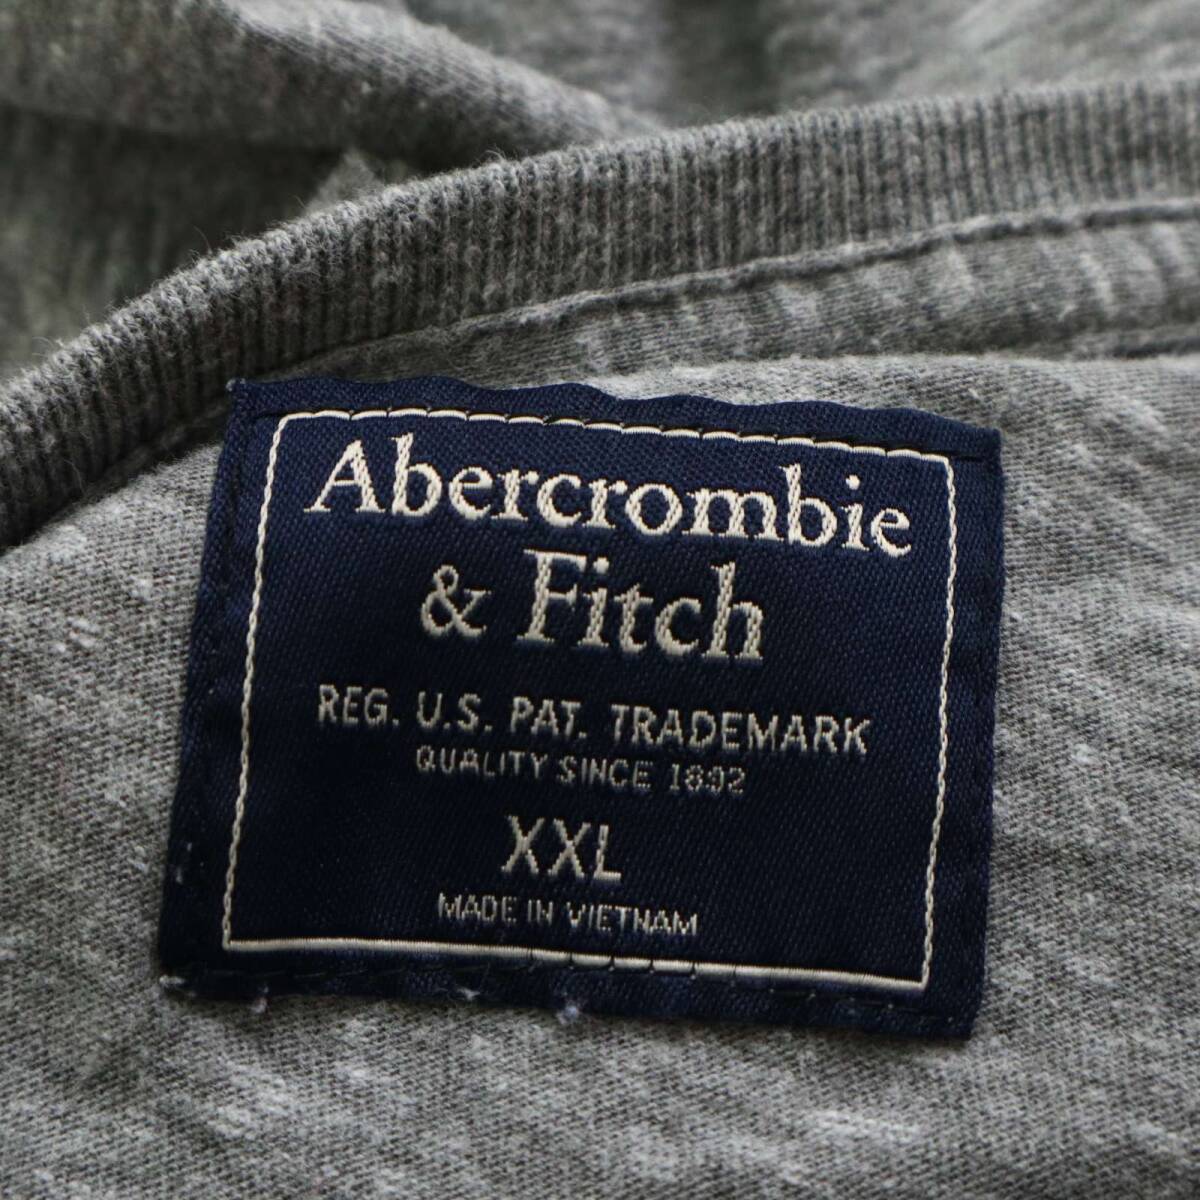 Abercrombie
& Fitch
REG. U.S. PAT. TRADEMARK
QUALITY SINCE 1892
XXL
MADE IN VIETNAM